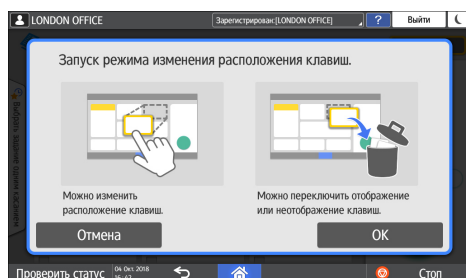 LONDON OFFICE
Зарегистрирован:[LONDON OFFICE]
?
Выйти
Запуск режима изменения расположения клавиш.
Можно изменить
расположение клавиш.
Можно переключить отображение
или неотображение клавиш.
Отмена
OK
Проверить статус
04 Окт. 2018
Стоп